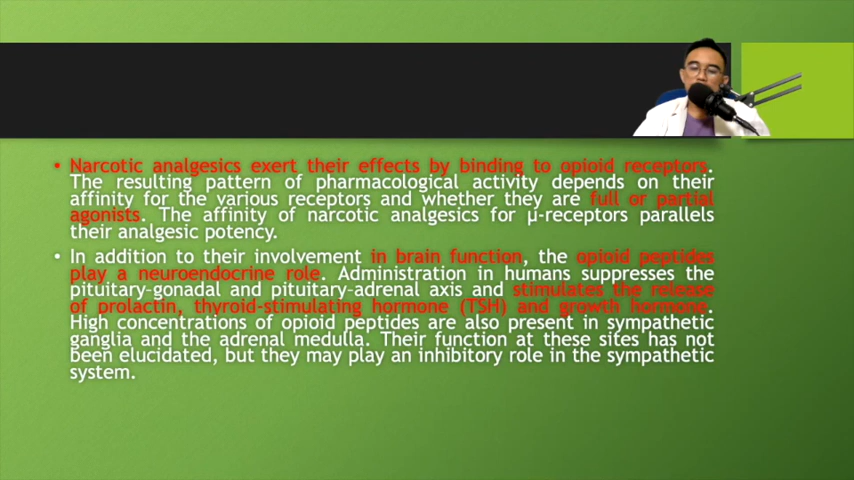 • Narcotic analgesics exert their effects by binding to opioid receptors.
The resulting pattern of pharmacological activity depends on their
affinity for the various receptors and whether they are full or partial
agonists. The affinity of narcotic analgesics for μ-receptors parallels
their analgesic potency.
• In addition to their involvement in brain function, the opioid peptides
play a neuroendocrine role. Administration in humans suppresses the
pituitary–gonadal and pituitary–adrenal axis and stimulates the release
of prolactin, thyroid-stimulating hormone (TSH) and growth hormone.
High concentrations of opioid peptides are also present in sympathetic
ganglia and the adrenal medulla. Their function at these sites has not
been elucidated, but they may play an inhibitory role in the sympathetic
system.